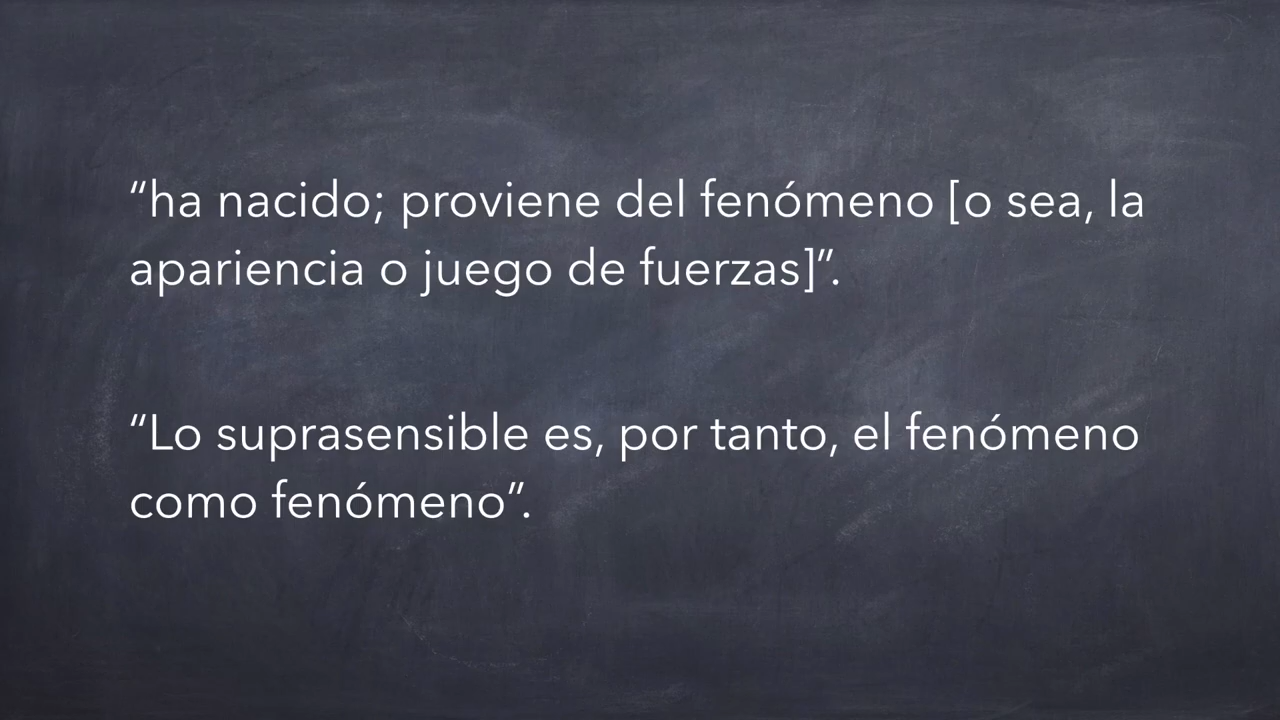 “ha nacido; proviene del fenómeno [o sea, la
apariencia o juego de fuerzas]”.
“Lo suprasensible es, por tanto, el fenómeno
como fenómeno”.